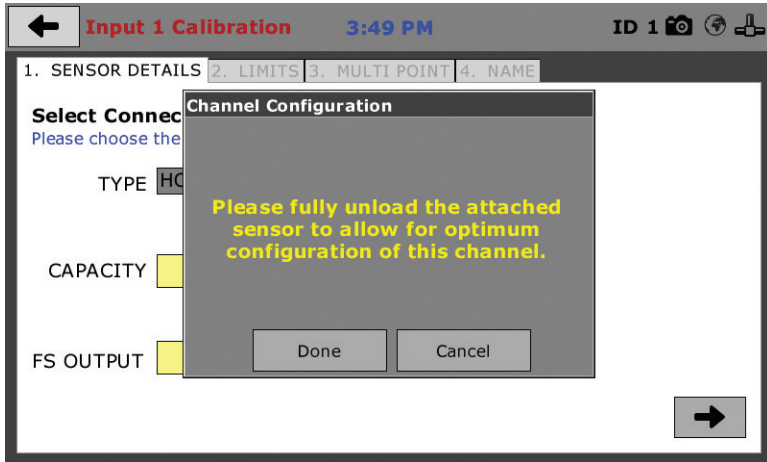 Input 1 Calibration 3:49 PM ID 1
1. SENSOR DETAILS 2. LIMITS 3. MULTI POINT 4. NAME
Select Connec
Channel Configuration
Please choose the
TYPE HO
Please fully unload the attached
sensor to allow for optimum
configuration of this channel.
CAPACITY
Done Cancel
FS OUTPUT